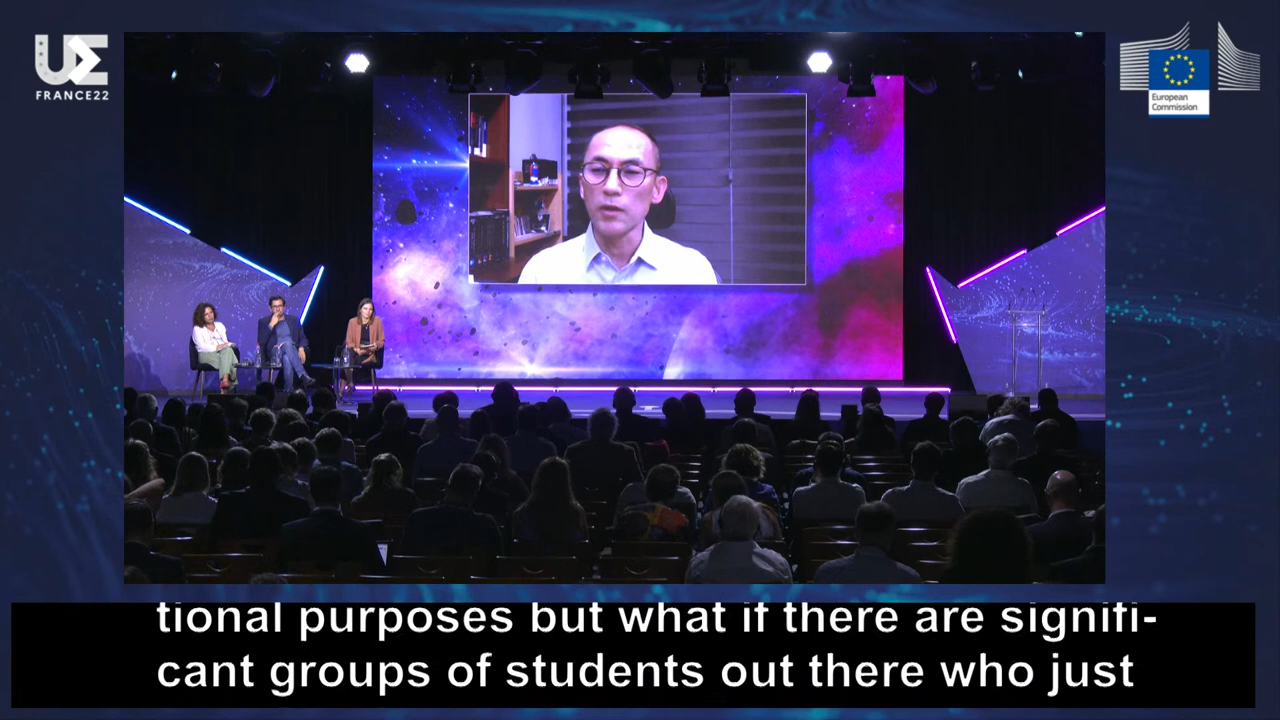 UE
FRANCE22
European
Commission
tional purposes but what if there are signifi-
cant groups of students out there who just